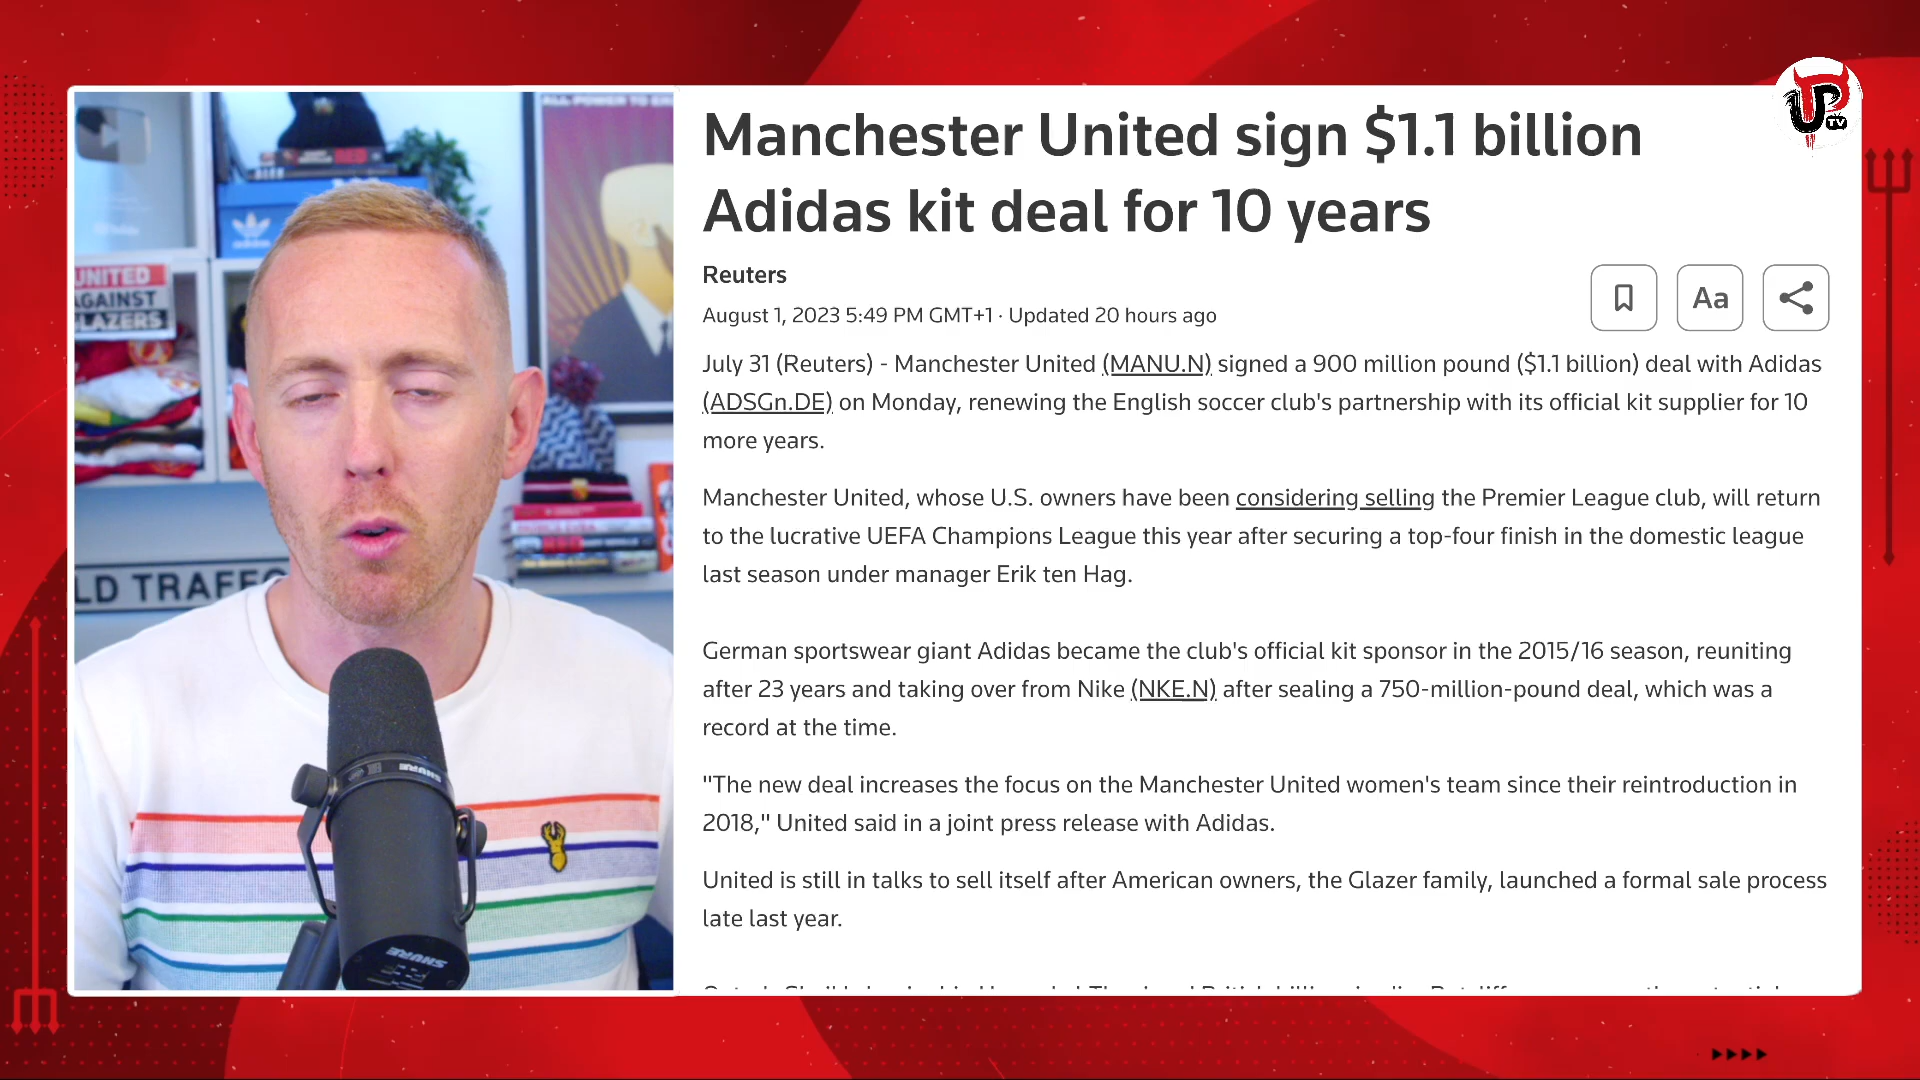 ALL POWER TO
UNITED
AGAINST
GLAZERS
LD TRAFFO
SHURE
SHURE
UP
TV
Manchester United sign $1.1 billion
Adidas kit deal for 10 years
Reuters
August 1, 2023 5:49 PM GMT+1 · Updated 20 hours ago
Aa
July 31 (Reuters) - Manchester United (MANU.N) signed a 900 million pound ($1.1 billion) deal with Adidas
(ADSGn.DE) on Monday, renewing the English soccer club's partnership with its official kit supplier for 10
more years.
Manchester United, whose U.S. owners have been considering selling the Premier League club, will return
to the lucrative UEFA Champions League this year after securing a top-four finish in the domestic league
last season under manager Erik ten Hag.
German sportswear giant Adidas became the club's official kit sponsor in the 2015/16 season, reuniting
after 23 years and taking over from Nike (NKE.N) after sealing a 750-million-pound deal, which was a
record at the time.
"The new deal increases the focus on the Manchester United women's team since their reintroduction in
2018," United said in a joint press release with Adidas.
United is still in talks to sell itself after American owners, the Glazer family, launched a formal sale process
late last year.